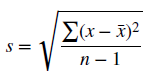 s = √(∑(x − x̄)² / (n − 1))